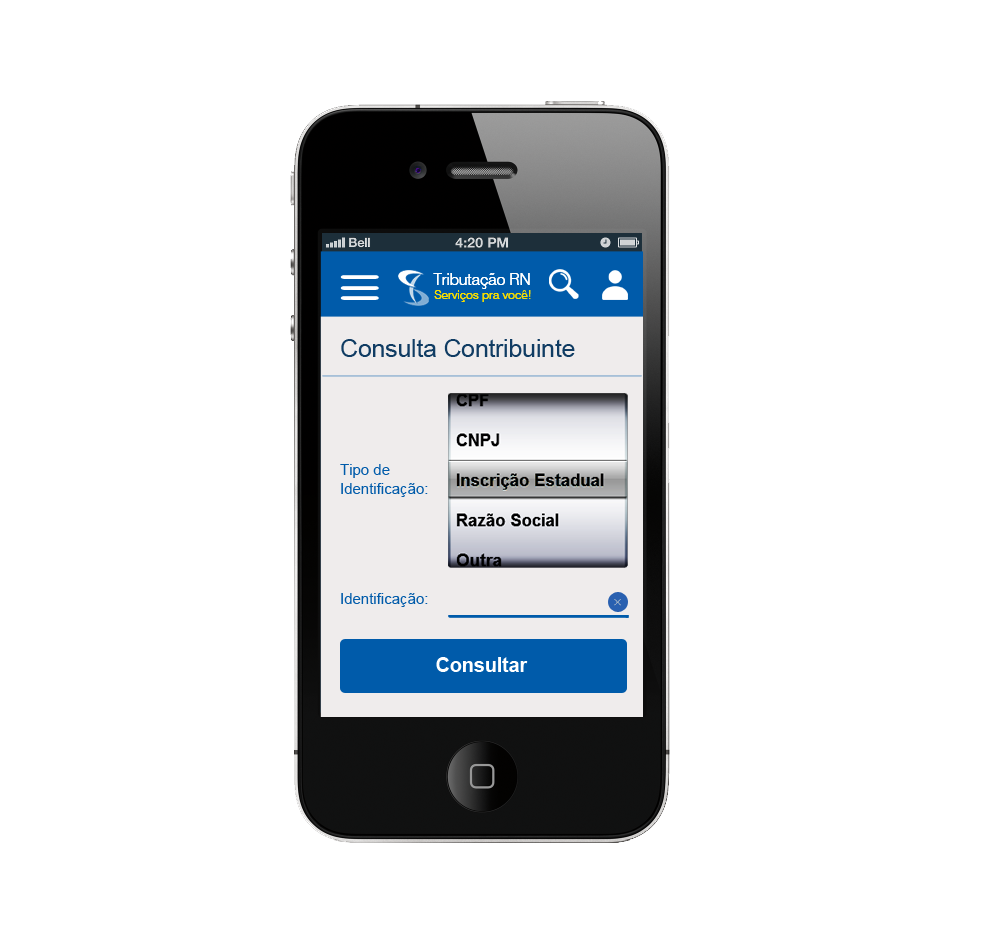 Bell
4:20 PM
Tributação RN
Serviços pra você!
Consulta Contribuinte
CPF
CNPJ
Tipo de
Identificação:
Inscrição Estadual
Razão Social
Outra
Identificação:
Consultar